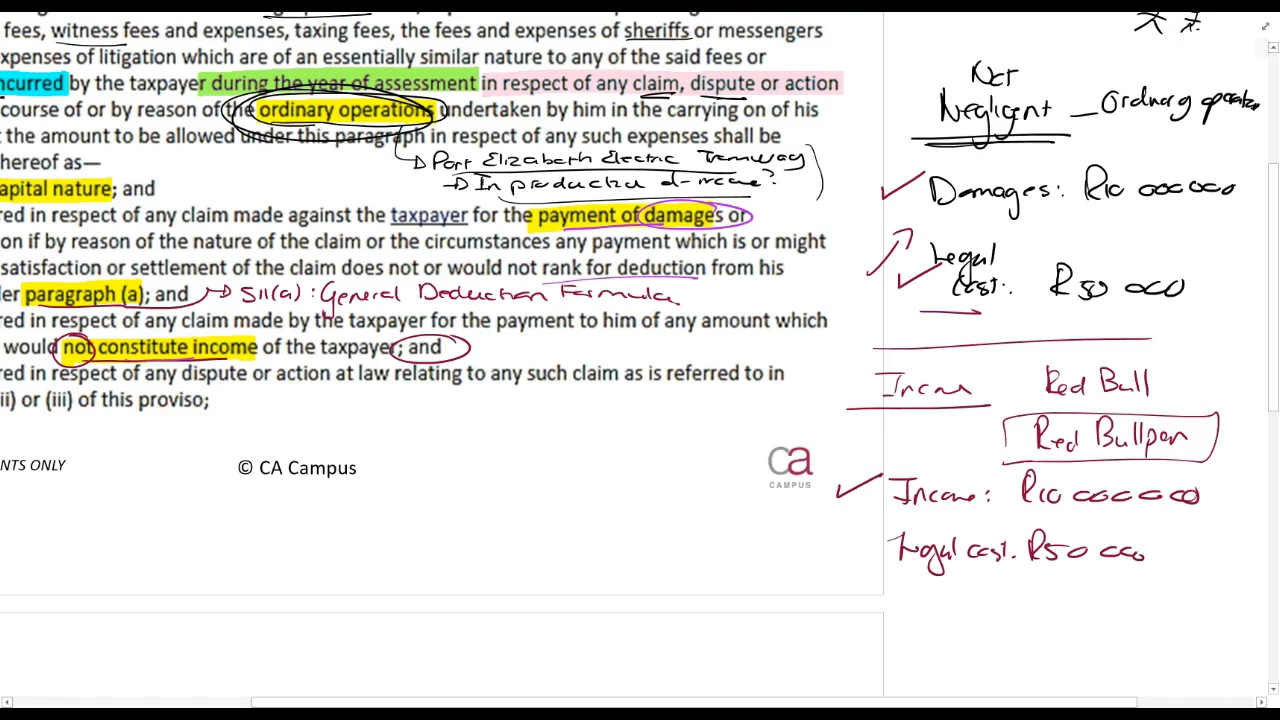 fees, witness fees and expenses, taxing fees, the fees and expenses of sheriffs or messengers
xpenses of litigation which are of an essentially similar nature to any of the said fees or
ncurred by the taxpayer during the year of assessment in respect of any claim, dispute or action
course of or by reason of the ordinary operations undertaken by him in the carrying on of his
the amount to be allowed under this paragraph in respect of any such expenses shall be
hereof as—
Port Elizabeth Electric Tramway
In production of income?
apital nature; and
red in respect of any claim made against the taxpayer for the payment of damages or
on if by reason of the nature of the claim or the circumstances any payment which is or might
satisfaction or settlement of the claim does not or would not rank for deduction from his
er paragraph (a); and
S11(a): General Deduction Formula
red in respect of any claim made by the taxpayer for the payment to him of any amount which
would not constitute income of the taxpayer; and
red in respect of any dispute or action at law relating to any such claim as is referred to in
ii) or (iii) of this proviso;
NTS ONLY
© CA Campus
ca
CAMPUS
Not
Negligent – Ordinary operation
Damages: R10 000 000
Legal
Cost: R50 000
Income
Red Bull
Red Bullpen
Income: R10 000 000
Legal cost. R50 000